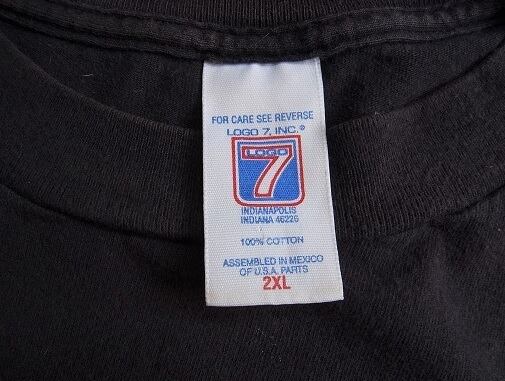 FOR CARE SEE REVERSE
LOGO 7, INC.®
LOGO
7
INDIANAPOLIS
INDIANA 46226
100% COTTON
ASSEMBLED IN MEXICO
OF U.S.A. PARTS
2XL